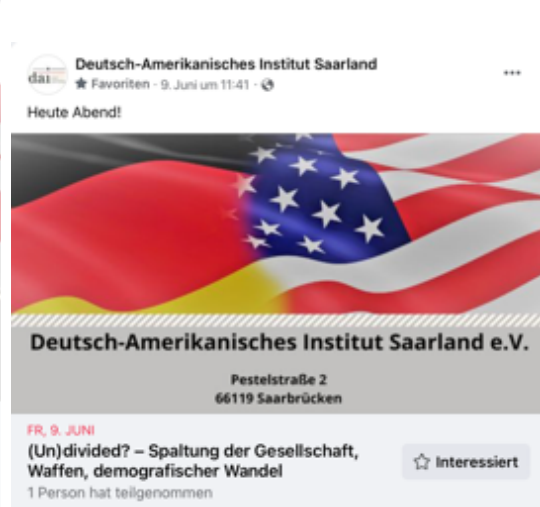 dai
Deutsch-Amerikanisches Institut Saarland
★ Favoriten · 9. Juni um 11:41 ·
Heute Abend!
Deutsch-Amerikanisches Institut Saarland e.V.
Pestelstraße 2
66119 Saarbrücken
FR, 9. JUNI
(Un)divided? – Spaltung der Gesellschaft,
Waffen, demografischer Wandel
Interessiert
1 Person hat teilgenommen